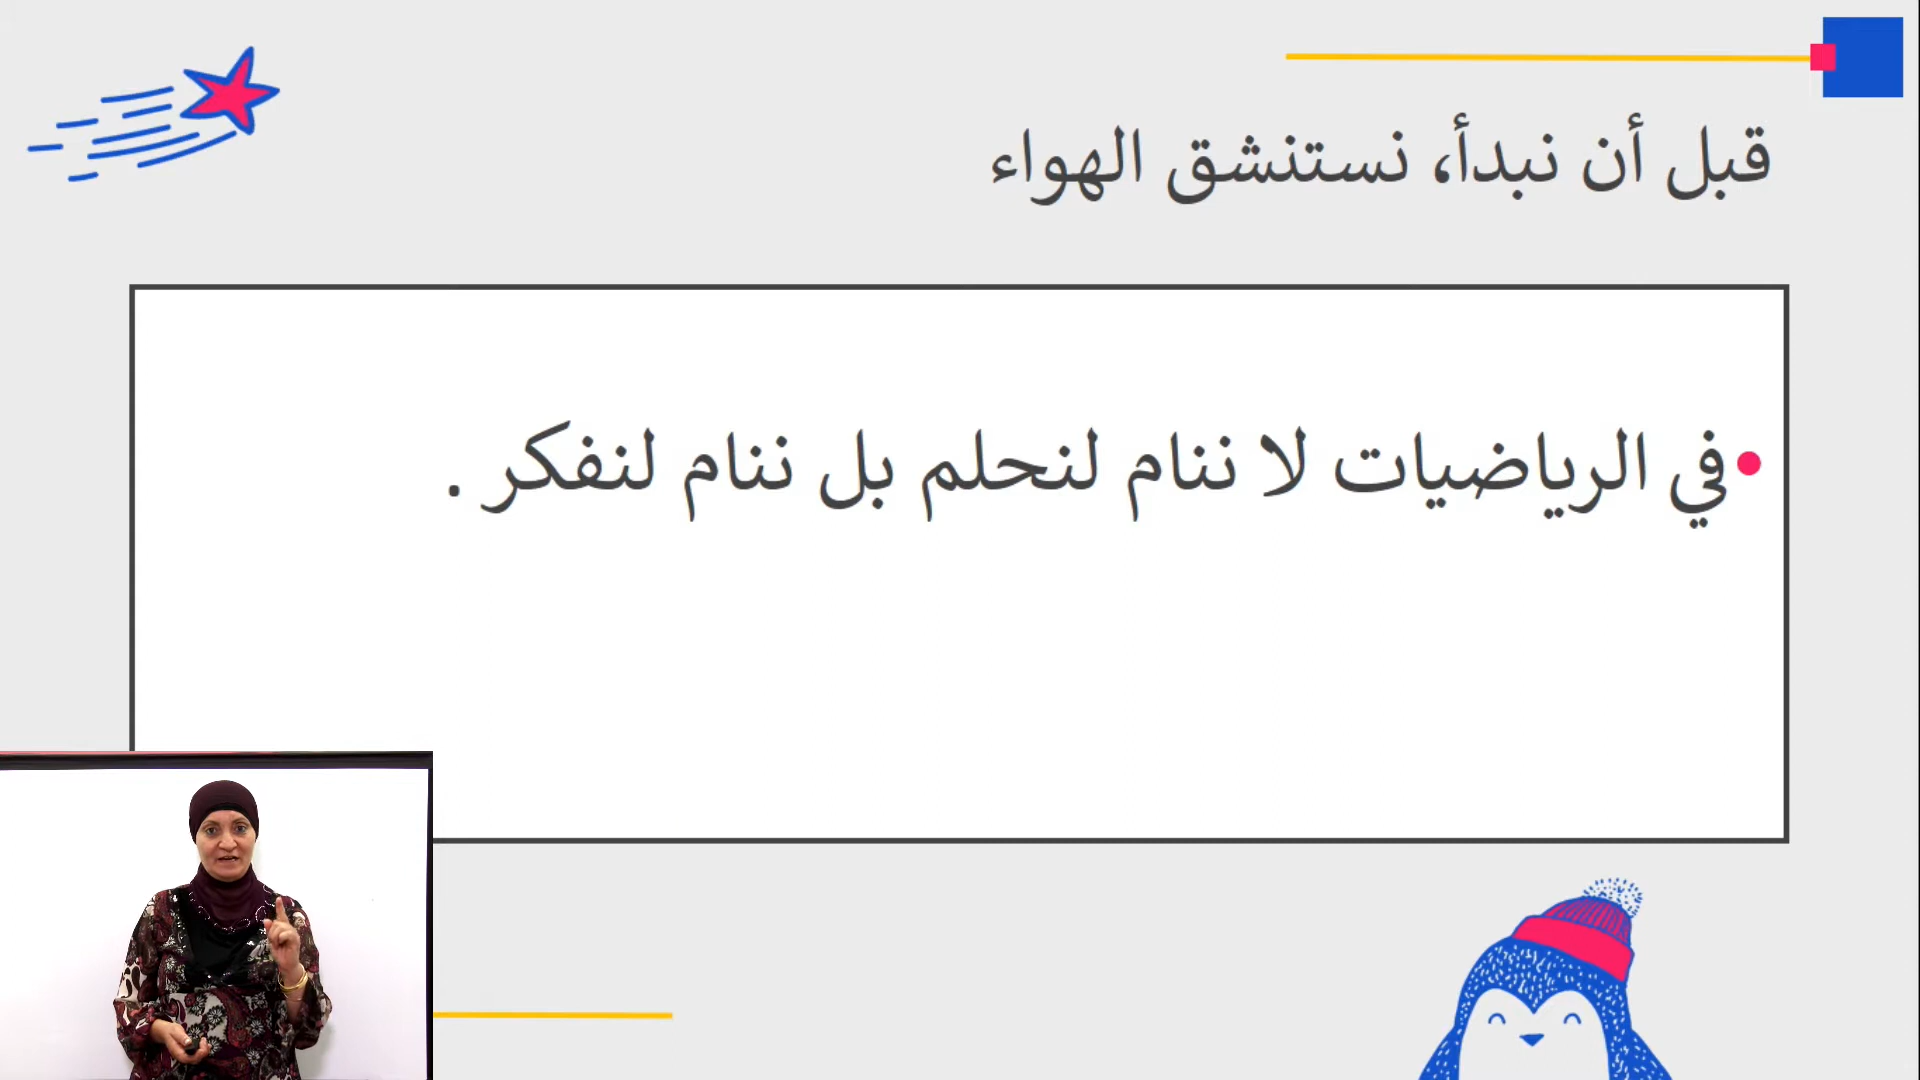 قبل أن نبدأ، نستنشق الهواء
•في الرياضيات لا ننام لنحلم بل ننام لنفكر .